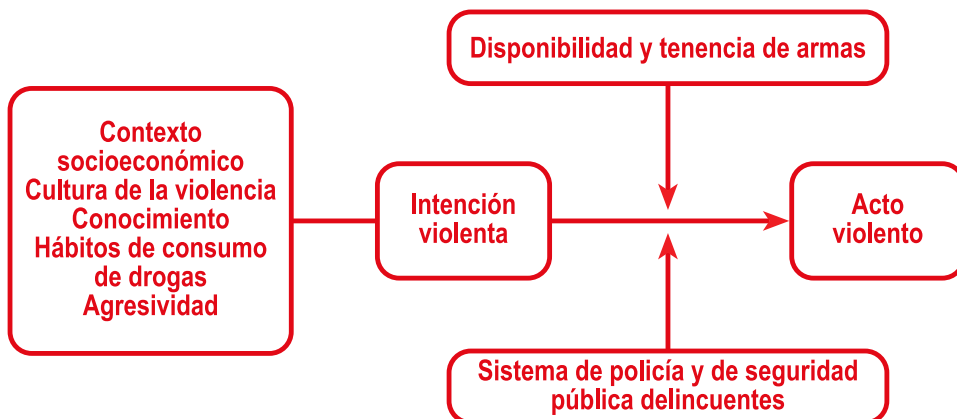 Disponibilidad y tenencia de armas
Contexto
socioeconómico
Cultura de la violencia
Conocimiento
Hábitos de consumo
de drogas
Agresividad
Intención
violenta
Acto
violento
Sistema de policía y de seguridad
pública delincuentes